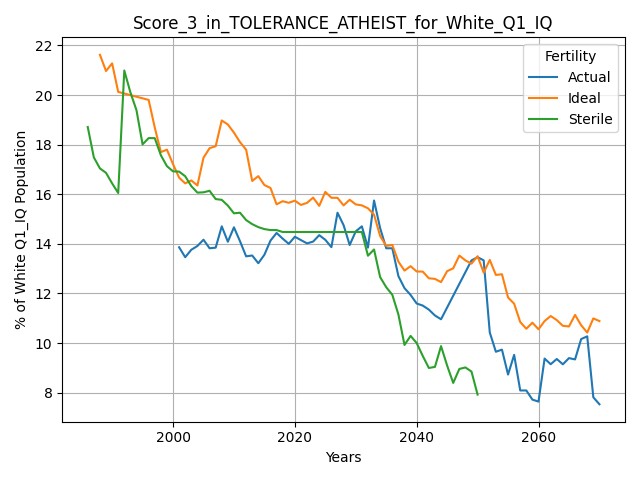 Score_3_in_TOLERANCE_ATHEIST_for_White_Q1_IQ
Fertility
Actual
Ideal
Sterile
% of White Q1_IQ Population
22
20
18
16
14
12
10
8
2000 2020 2040 2060
Years